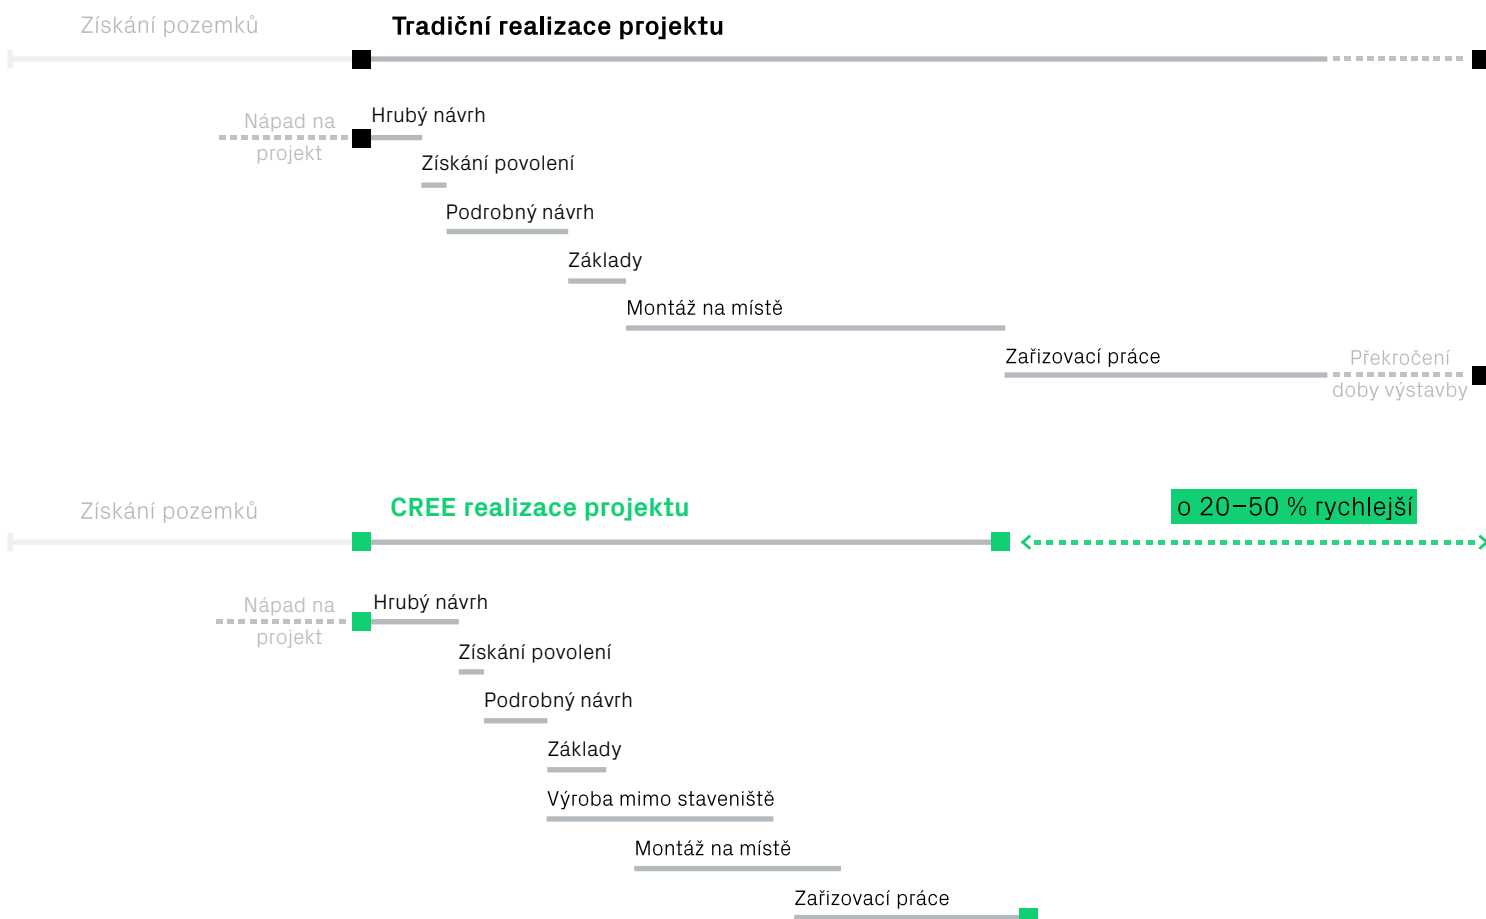 Získání pozemků
Tradiční realizace projektu
Nápad na
projekt
Hrubý návrh
Získání povolení
Podrobný návrh
Základy
Montáž na místě
Zařizovací práce
Překročení
doby výstavby
Získání pozemků
CREE realizace projektu
o 20–50 % rychlejší
Nápad na
projekt
Hrubý návrh
Získání povolení
Podrobný návrh
Základy
Výroba mimo staveniště
Montáž na místě
Zařizovací práce